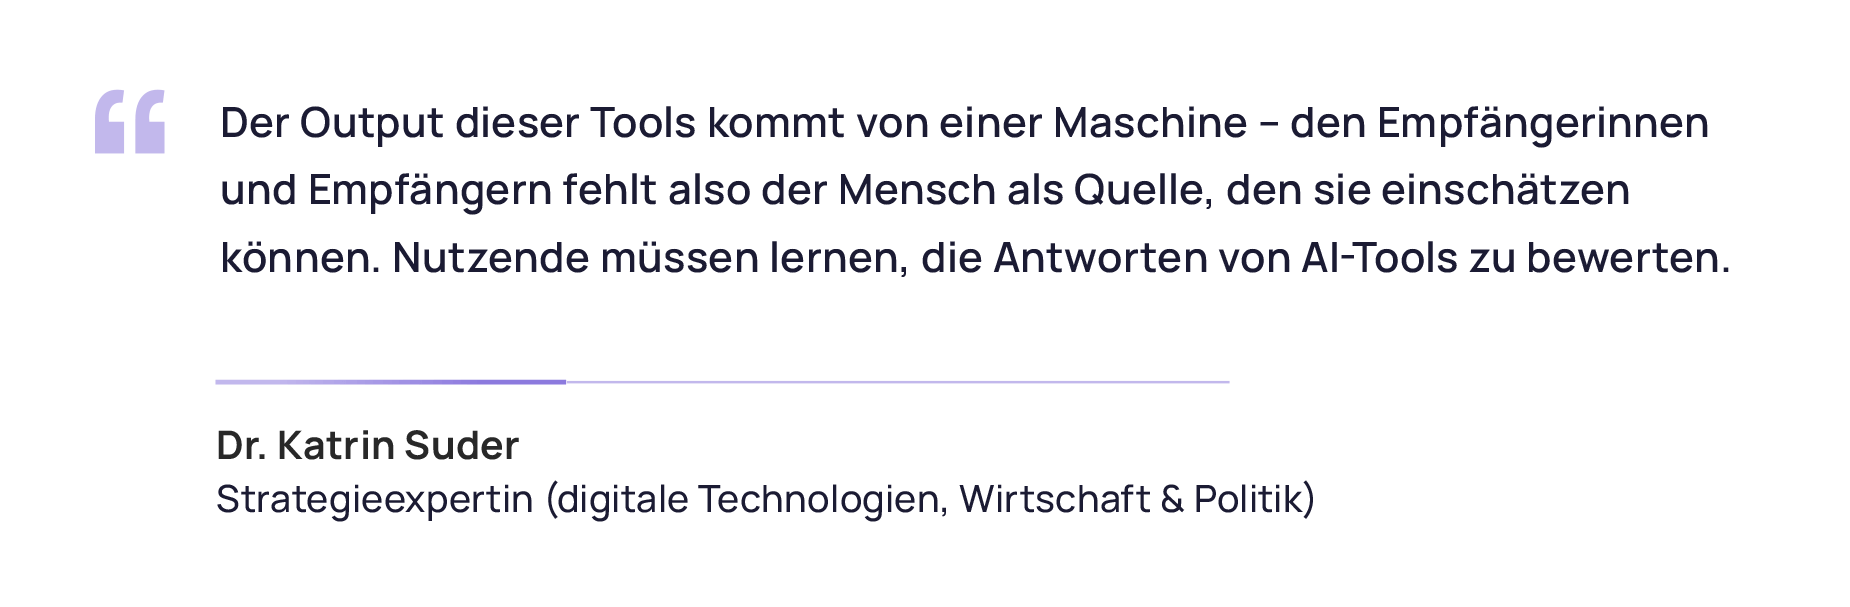 “
Der Output dieser Tools kommt von einer Maschine – den Empfängerinnen
und Empfängern fehlt also der Mensch als Quelle, den sie einschätzen
können. Nutzende müssen lernen, die Antworten von AI-Tools zu bewerten.
Dr. Katrin Suder
Strategieexpertin (digitale Technologien, Wirtschaft & Politik)